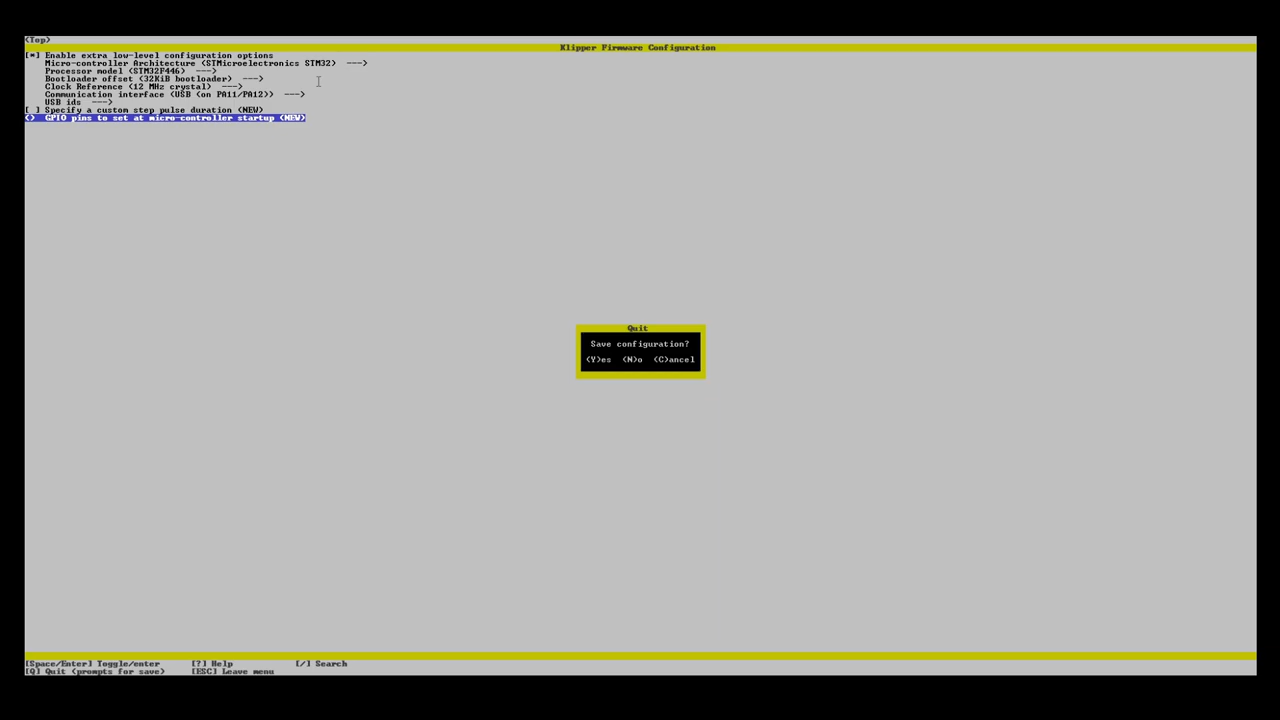 (Top)
Klipper Firmware Configuration
[*] Enable extra low-level configuration options
Micro-controller Architecture (STMicroelectronics STM32)  --->
Processor model (STM32F446)  --->
Bootloader offset (32KiB bootloader)  --->
Clock Reference (12 MHz crystal)  --->
Communication interface (USB (on PA11/PA12))  --->
USB ids  --->
[ ] Specify a custom step pulse duration (NEW)
()  GPIO pins to set at micro-controller startup (NEW)
Quit
Save configuration?
(Y)es  (N)o  (C)ancel
[Space/Enter] Toggle/enter  [?] Help  [/] Search
[Q] Quit (prompts for save)  [ESC] Leave menu